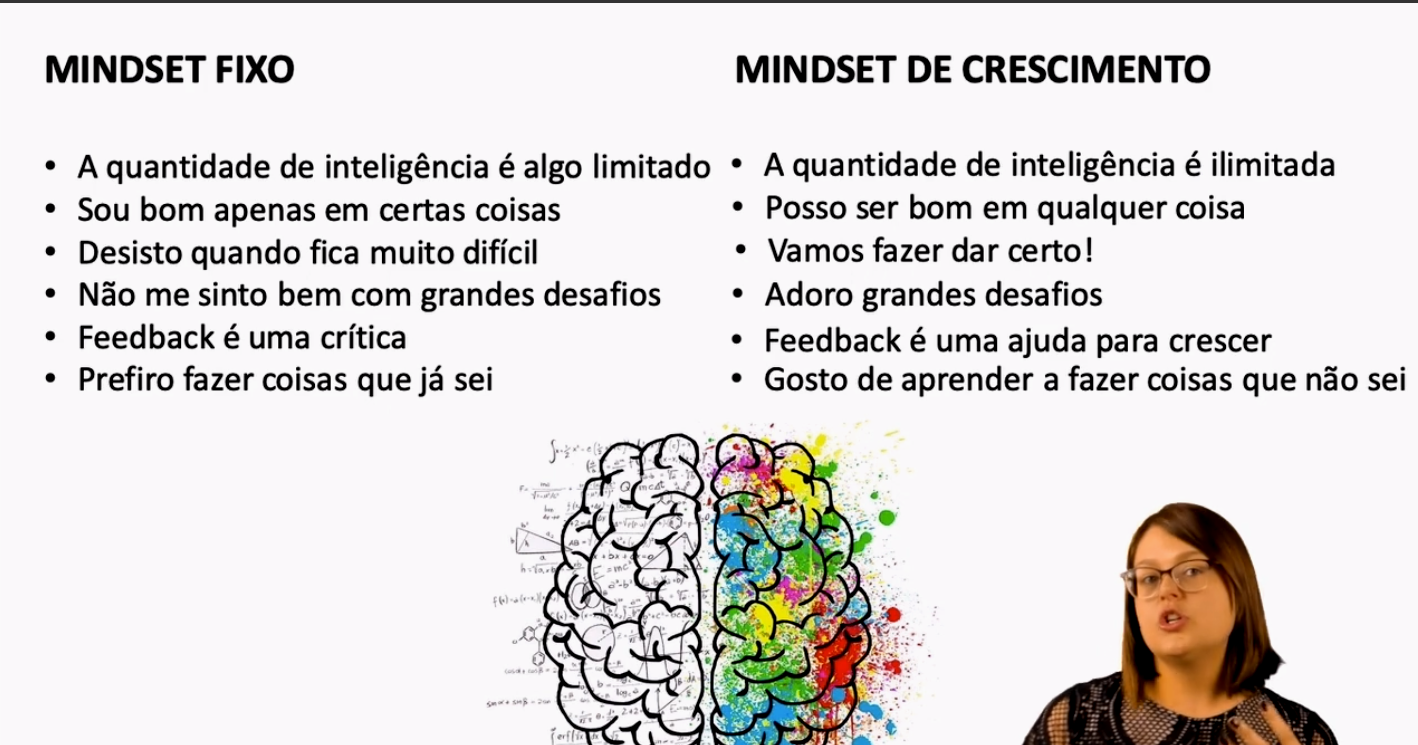 MINDSET FIXO
• A quantidade de inteligência é algo limitado
• Sou bom apenas em certas coisas
• Desisto quando fica muito difícil
• Não me sinto bem com grandes desafios
• Feedback é uma crítica
• Prefiro fazer coisas que já sei
MINDSET DE CRESCIMENTO
• A quantidade de inteligência é ilimitada
• Posso ser bom em qualquer coisa
• Vamos fazer dar certo!
• Adoro grandes desafios
• Feedback é uma ajuda para crescer
• Gosto de aprender a fazer coisas que não sei